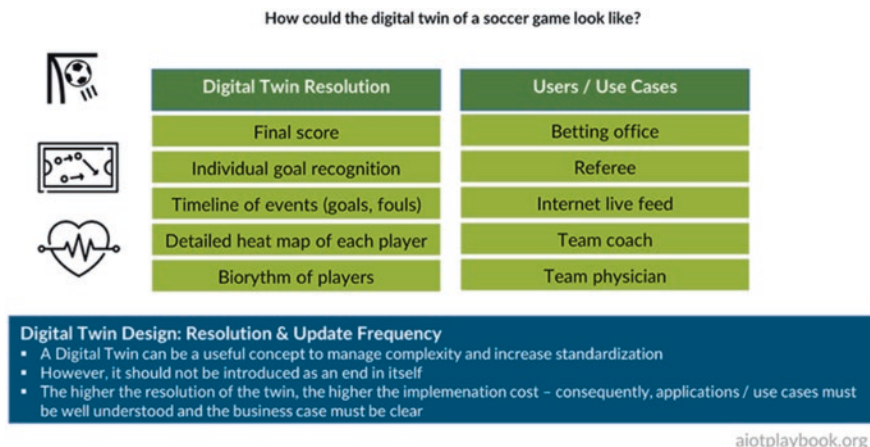 How could the digital twin of a soccer game look like?
Digital Twin Resolution
Users / Use Cases
Final score
Betting office
Individual goal recognition
Referee
Timeline of events (goals, fouls)
Internet live feed
Detailed heat map of each player
Team coach
Biorythm of players
Team physician
Digital Twin Design: Resolution & Update Frequency
▪ A Digital Twin can be a useful concept to manage complexity and increase standardization
▪ However, it should not be introduced as an end in itself
▪ The higher the resolution of the twin, the higher the implemenation cost – consequently, applications / use cases must
be well understood and the business case must be clear
aiotplaybook.org